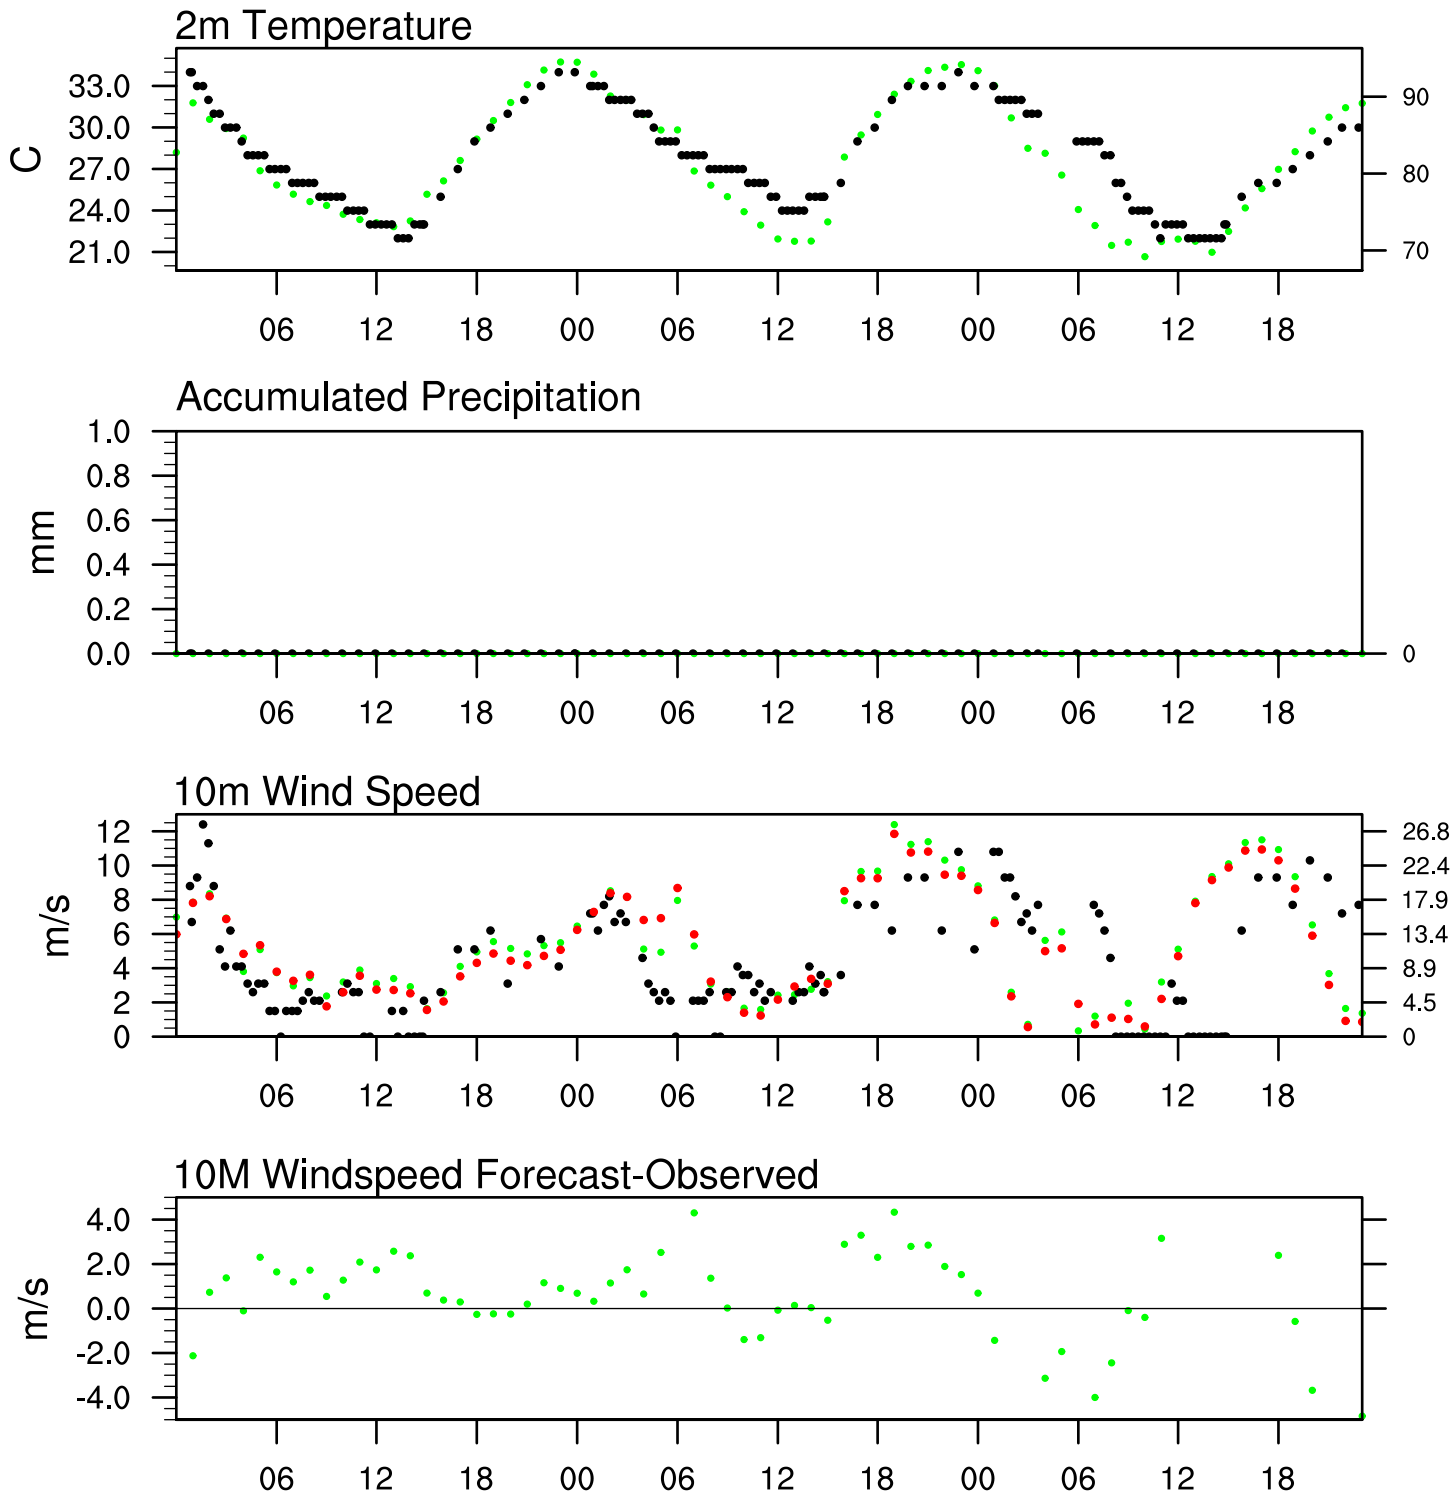 2m Temperature
C
33.0
30.0
27.0
24.0
21.0
90
80
70
06 12 18 00 06 12 18 00 06 12 18
Accumulated Precipitation
mm
1.0
0.8
0.6
0.4
0.2
0.0
0
06 12 18 00 06 12 18 00 06 12 18
10m Wind Speed
m/s
12
10
8
6
4
2
0
26.8
22.4
17.9
13.4
8.9
4.5
0
06 12 18 00 06 12 18 00 06 12 18
10M Windspeed Forecast-Observed
m/s
4.0
2.0
0.0
-2.0
-4.0
06 12 18 00 06 12 18 00 06 12 18